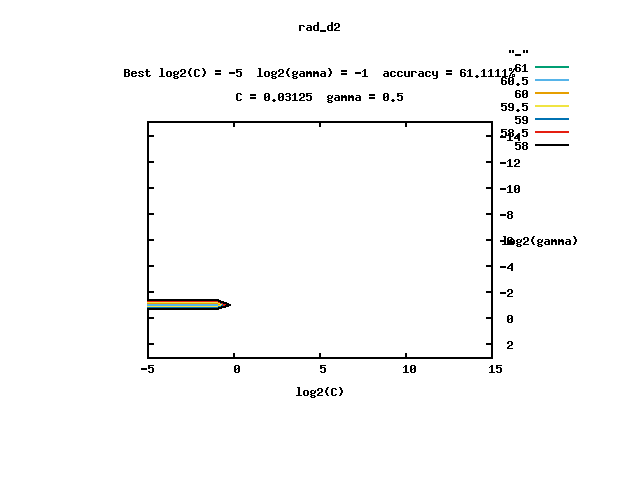 rad_d2
"-"
61
Best log2(C) = -5  log2(gamma) = -1  accuracy = 61.1111%
60.5
60
C = 0.03125  gamma = 0.5
59.5
59
58.5
-14
58
-12
-10
-8
-6
log2(gamma)
-4
-2
0
2
-5 0 5 10 15
log2(C)